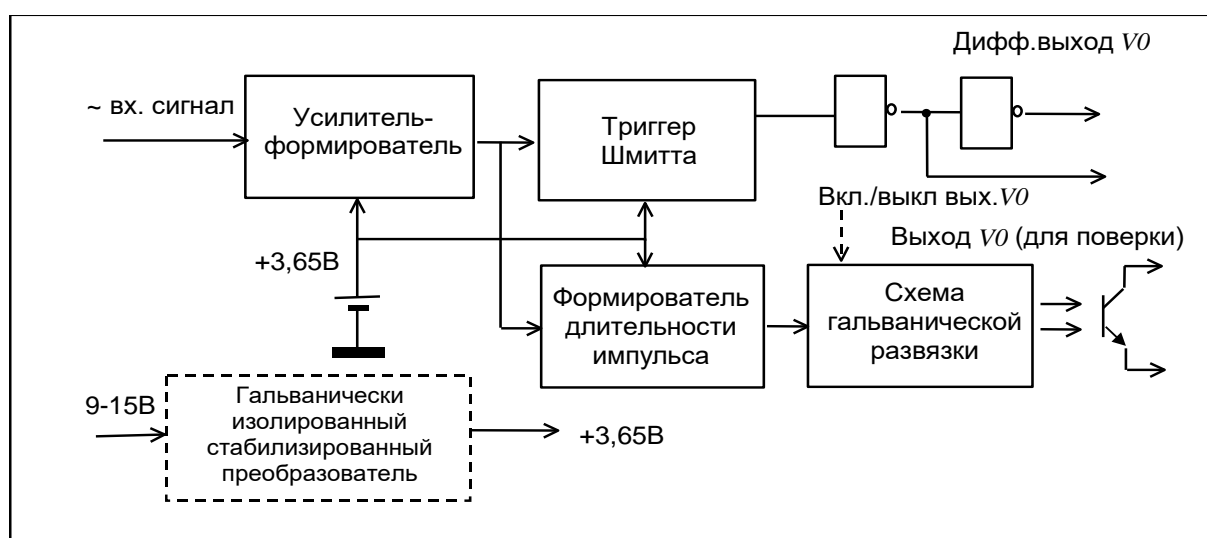 Дифф.выход V0
~ вх. сигнал
Усилитель-
формирователь
Триггер
Шмитта
Вкл./выкл вых.V0
Выход V0 (для поверки)
+3,65В
Формирователь
длительности
импульса
Схема
гальванической
развязки
9-15В
Гальванически
изолированный
стабилизированный
преобразователь
+3,65В